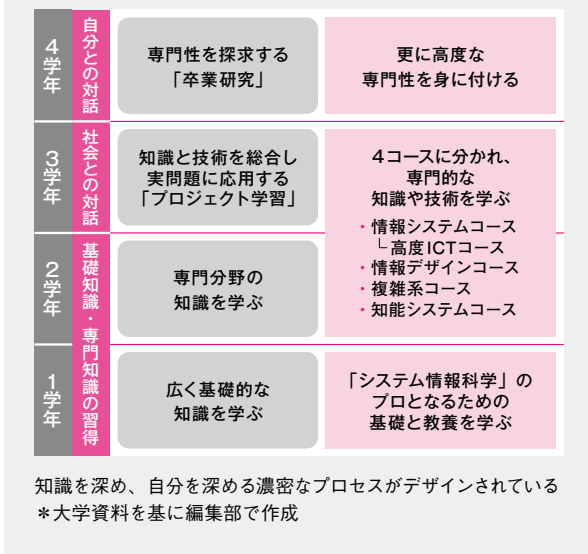 4学年
自分との対話
専門性を探求する
「卒業研究」
更に高度な
専門性を身に付ける
3学年
社会との対話
知識と技術を総合し
実問題に応用する
「プロジェクト学習」
4コースに分かれ、
専門的な
知識や技術を学ぶ
・情報システムコース
└高度ICTコース
・情報デザインコース
・複雑系コース
・知能システムコース
2学年
基礎知識・専門知識の習得
専門分野の
知識を学ぶ
1学年
広く基礎的な
知識を学ぶ
「システム情報科学」の
プロとなるための
基礎と教養を学ぶ
知識を深め、自分を深める濃密なプロセスがデザインされている
＊大学資料を基に編集部で作成